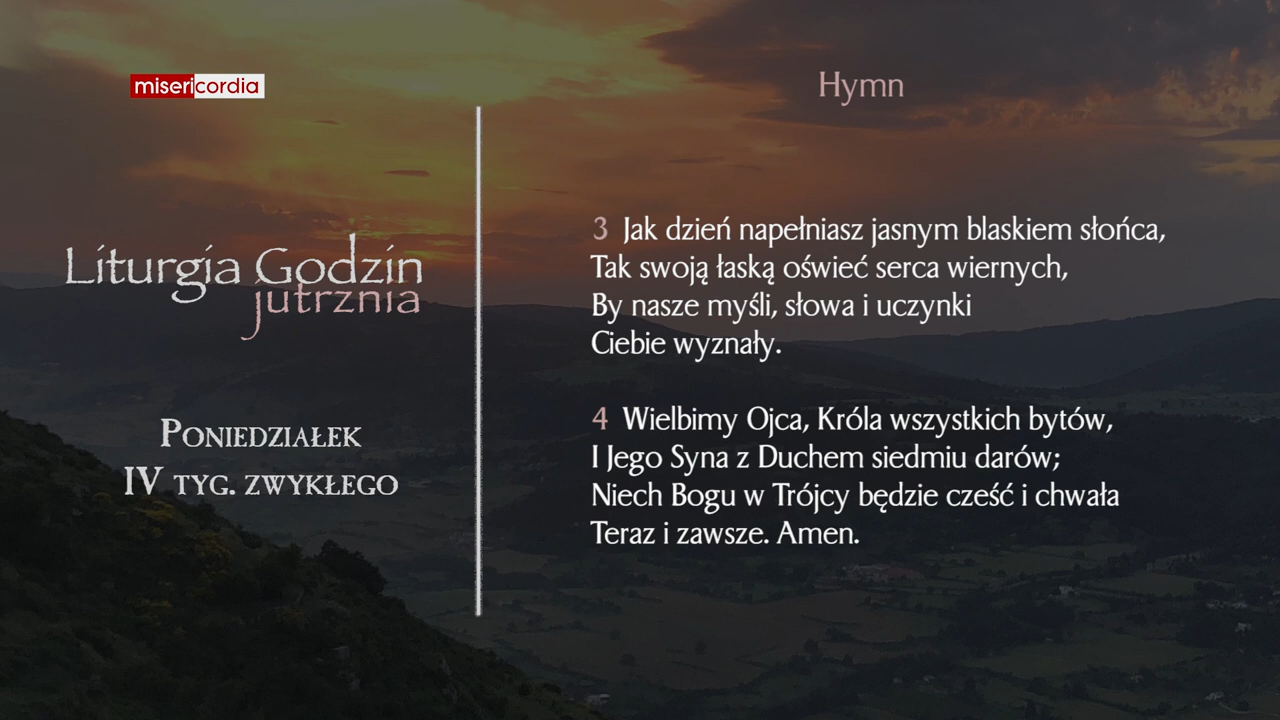 misericordia
Liturgia Godzin
jutrznia
Poniedziałek
IV tyg. zwykłego
Hymn
3 Jak dzień napełniasz jasnym blaskiem słońca,
Tak swoją łaską oświeć serca wiernych,
By nasze myśli, słowa i uczynki
Ciebie wyznały.
4 Wielbimy Ojca, Króla wszystkich bytów,
I Jego Syna z Duchem siedmiu darów;
Niech Bogu w Trójcy będzie cześć i chwała
Teraz i zawsze. Amen.